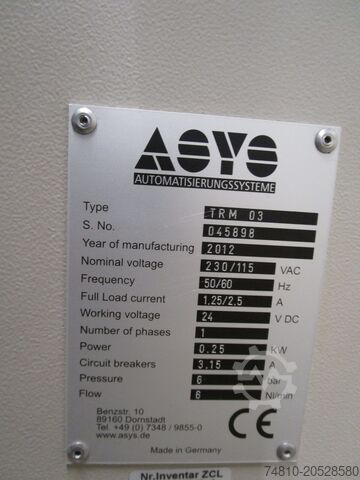 ASYS
AUTOMATISIERUNGSSYSTEME
Type TRM 03
S. No. 045898
Year of manufacturing 2012
Nominal voltage 230/115 VAC
Frequency 50/60 Hz
Full Load current 1.25/2.5 A
Working voltage 24 V DC
Number of phases 1
Power 0.25 KW
Circuit breakers 3.15 A
Pressure 6 bar
Flow 6 Nl/min
Benzstr. 10
89160 Dornstadt
Tel. +49 (0) 7348 / 9855-0
www.asys.de
CE
Made in Germany
Nr.Inventar ZCL
74810-20528580